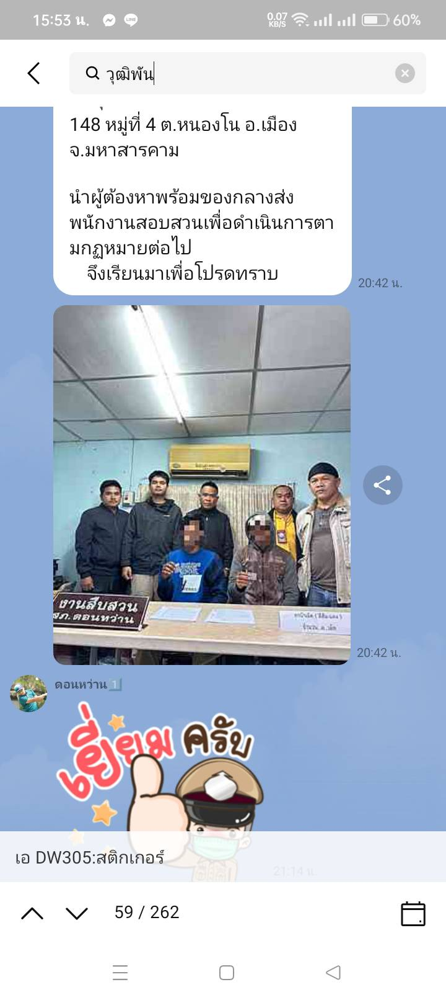 15:53 น.
LINE
0.07
KB/S
60%
วุฒิพัน
148 หมู่ที่ 4 ต.หนองโน อ.เมือง
จ.มหาสารคาม
นำผู้ต้องหาพร้อมของกลางส่ง
พนักงานสอบสวนเพื่อดำเนินการตา
มกฏหมายต่อไป
จึงเรียนมาเพื่อโปรดทราบ
20:42 น.
งานสืบสวน
สภ.ดอนหว่าน
20:42 น.
ดอนหว่าน 1
เยี่ยม ครับ
เอ DW305:สติกเกอร์
21:14 น.
59 / 262